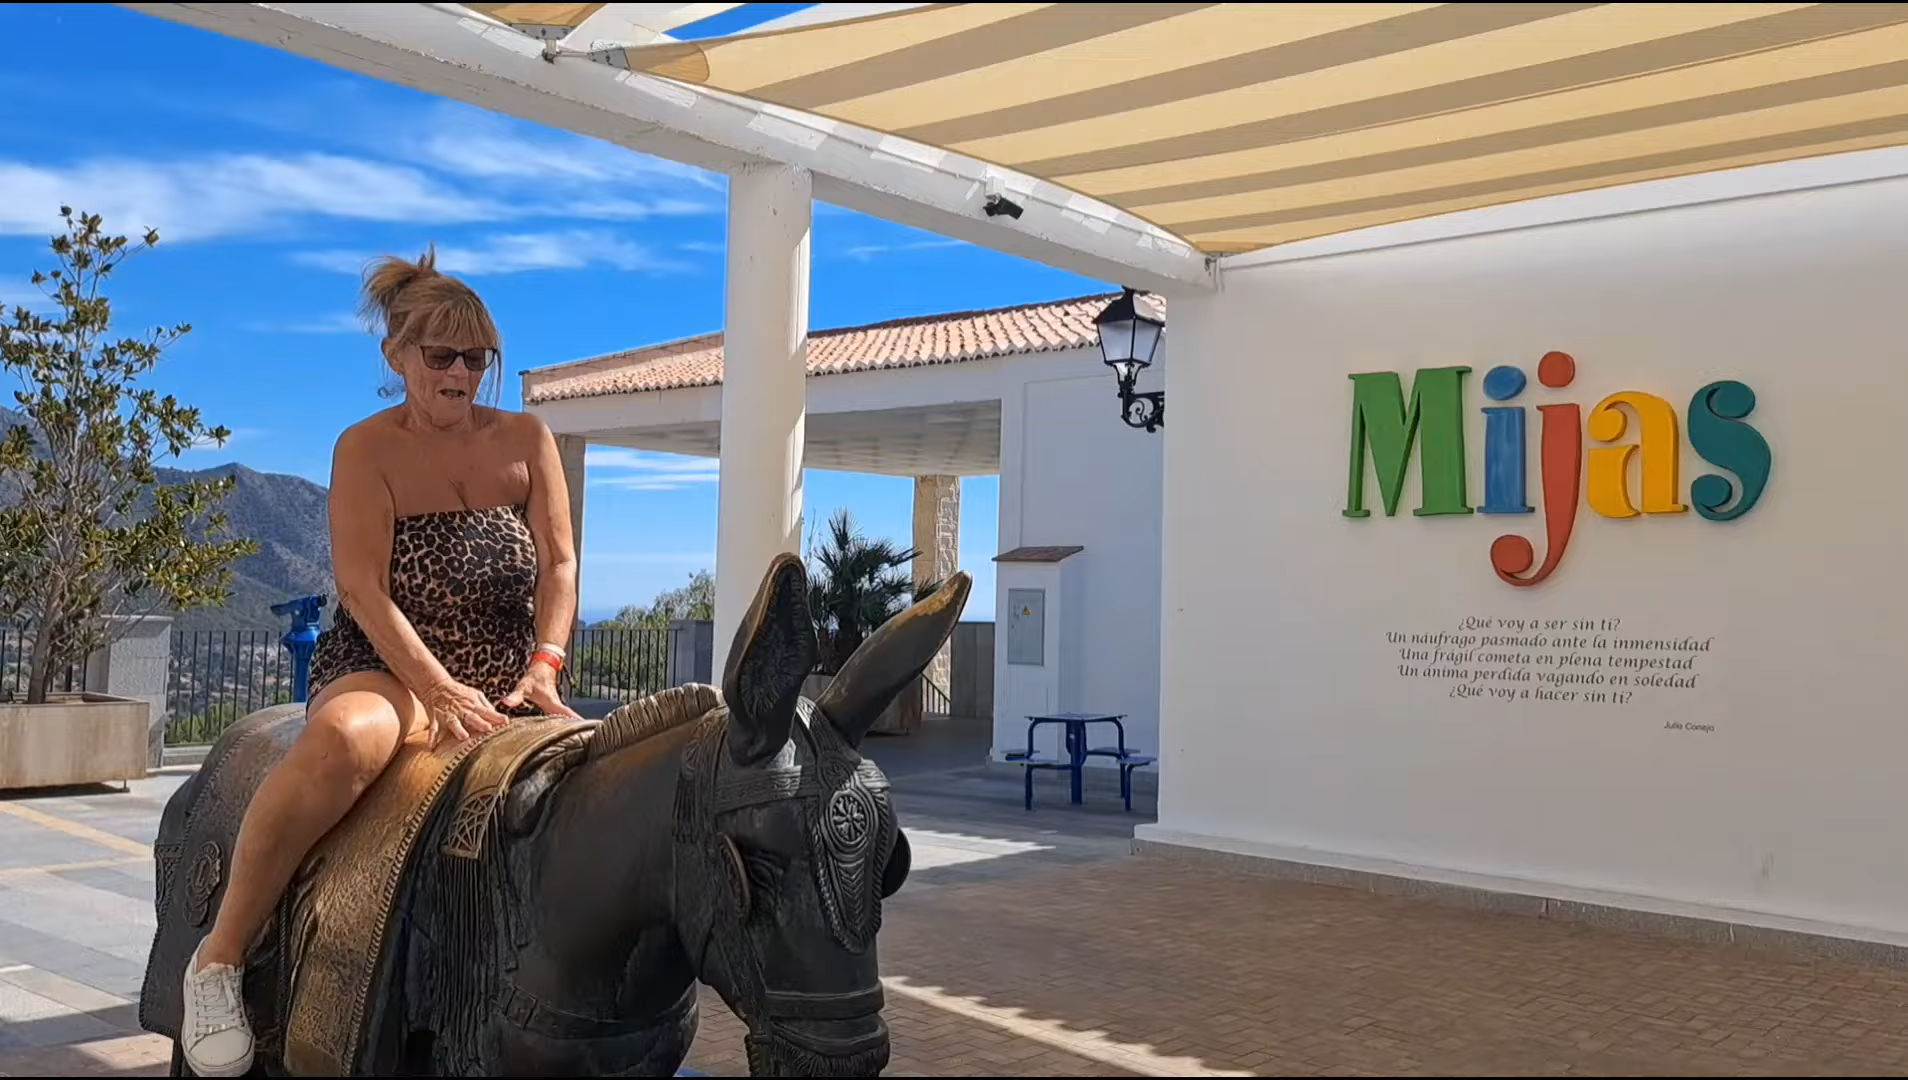 Mijas
¿Qué voy a ser sin ti?
Un náufrago pasmado ante la inmensidad
Una frágil cometa en plena tempestad
Un ánima perdida vagando en soledad
¿Qué voy a hacer sin ti?
Julio Conejo